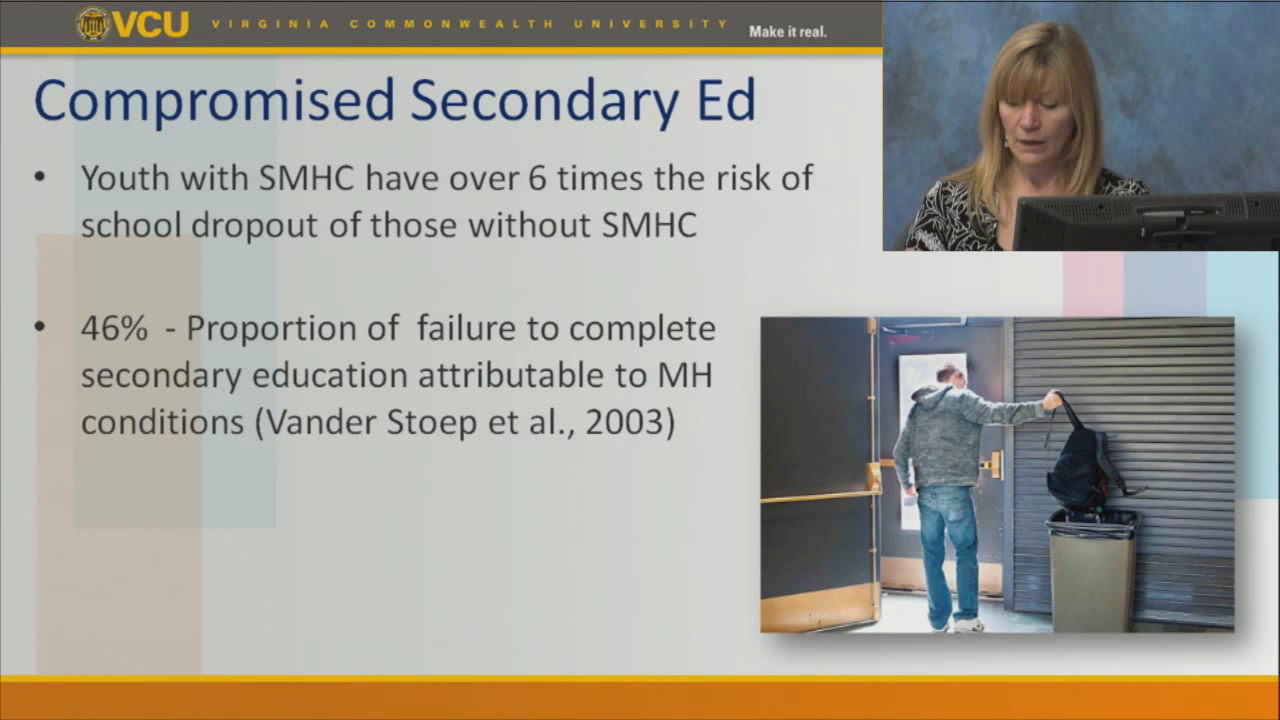 VCU VIRGINIA COMMONWEALTH UNIVERSITY Make it real.
Compromised Secondary Ed
• Youth with SMHC have over 6 times the risk of
school dropout of those without SMHC
• 46% - Proportion of failure to complete
secondary education attributable to MH
conditions (Vander Stoep et al., 2003)